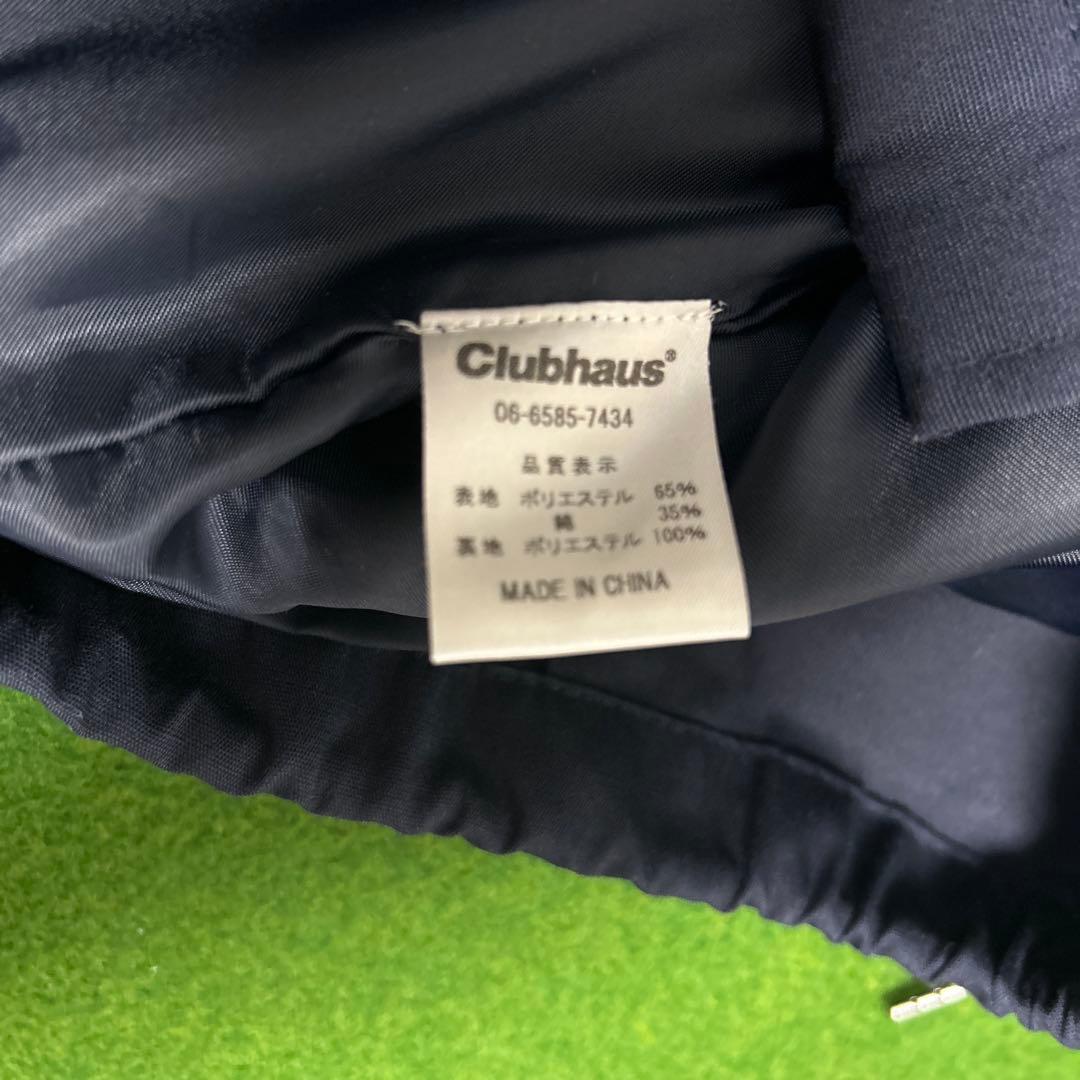 Clubhaus®
06-6585-7434
品質表示
表地 ポリエステル 65%
綿 35%
裏地 ポリエステル 100%
MADE IN CHINA